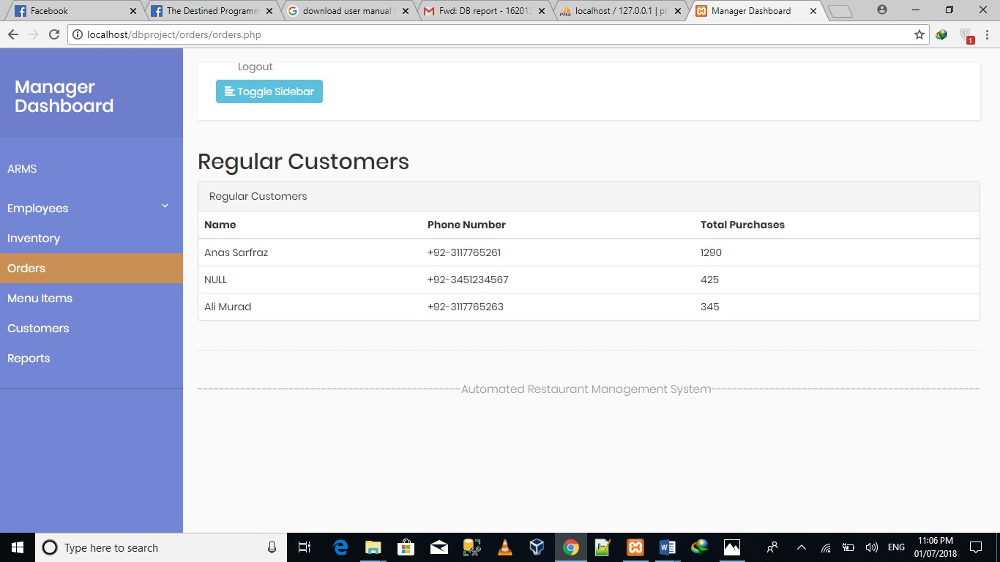 Facebook
The Destined Programm
download user manual
Fwd: DB report - 16201
localhost / 127.0.0.1 | p
Manager Dashboard
localhost/dbproject/orders/orders.php
1
Manager
Dashboard
ARMS
Employees
Inventory
Orders
Menu Items
Customers
Reports
Logout
Toggle Sidebar
Regular Customers
Regular Customers
Name Phone Number Total Purchases
Anas Sarfraz +92-3117765261 1290
NULL +92-3451234567 425
Ali Murad +92-3117765263 345
Automated Restaurant Management System
Type here to search
ENG
11:06 PM
01/07/2018